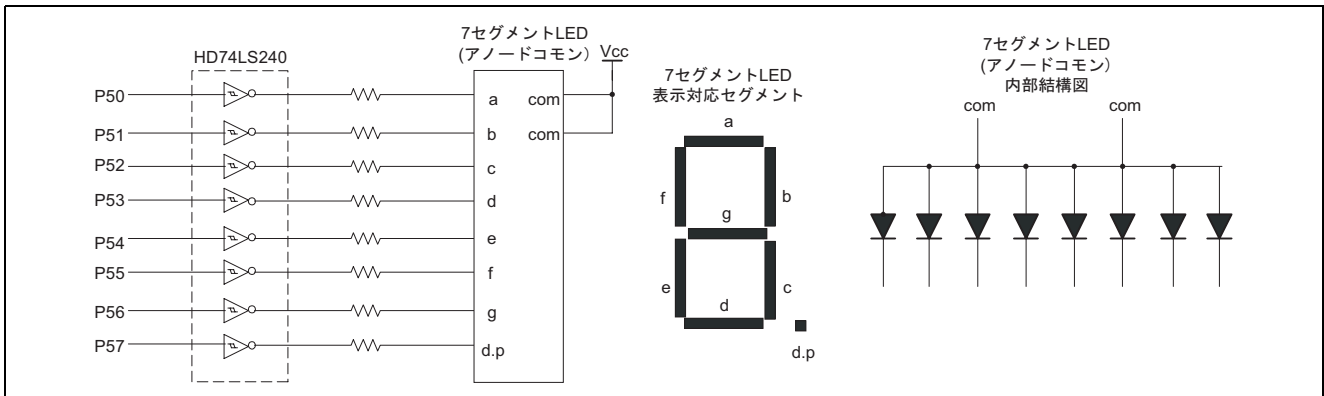 HD74LS240
7セグメントLED
(アノードコモン)
Vcc
P50
P51
P52
P53
P54
P55
P56
P57
a
b
c
d
e
f
g
d.p
com
com
7セグメントLED
表示対応セグメント
a
f
b
g
e
c
d
d.p
7セグメントLED
(アノードコモン)
内部結構図
com
com